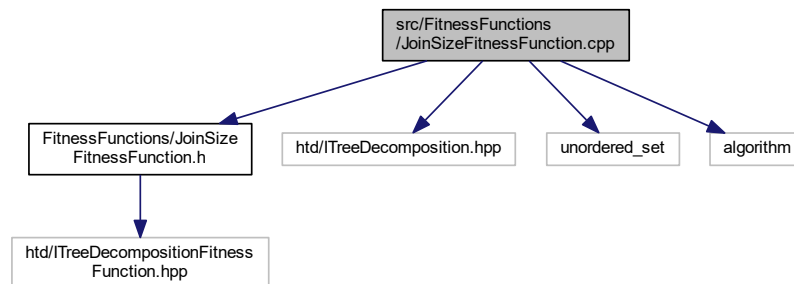 src/FitnessFunctions
/JoinSizeFitnessFunction.cpp
FitnessFunctions/JoinSize
FitnessFunction.h
htd/ITreeDecomposition.hpp
unordered_set
algorithm
htd/ITreeDecompositionFitness
Function.hpp